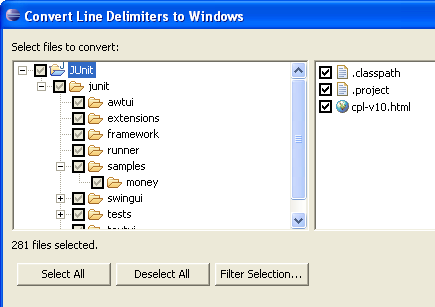 Convert Line Delimiters to Windows
Select files to convert:
JUnit
junit
awtui
extensions
framework
runner
samples
money
swingui
tests
.classpath
.project
cpl-v10.html
281 files selected.
Select All
Deselect All
Filter Selection...